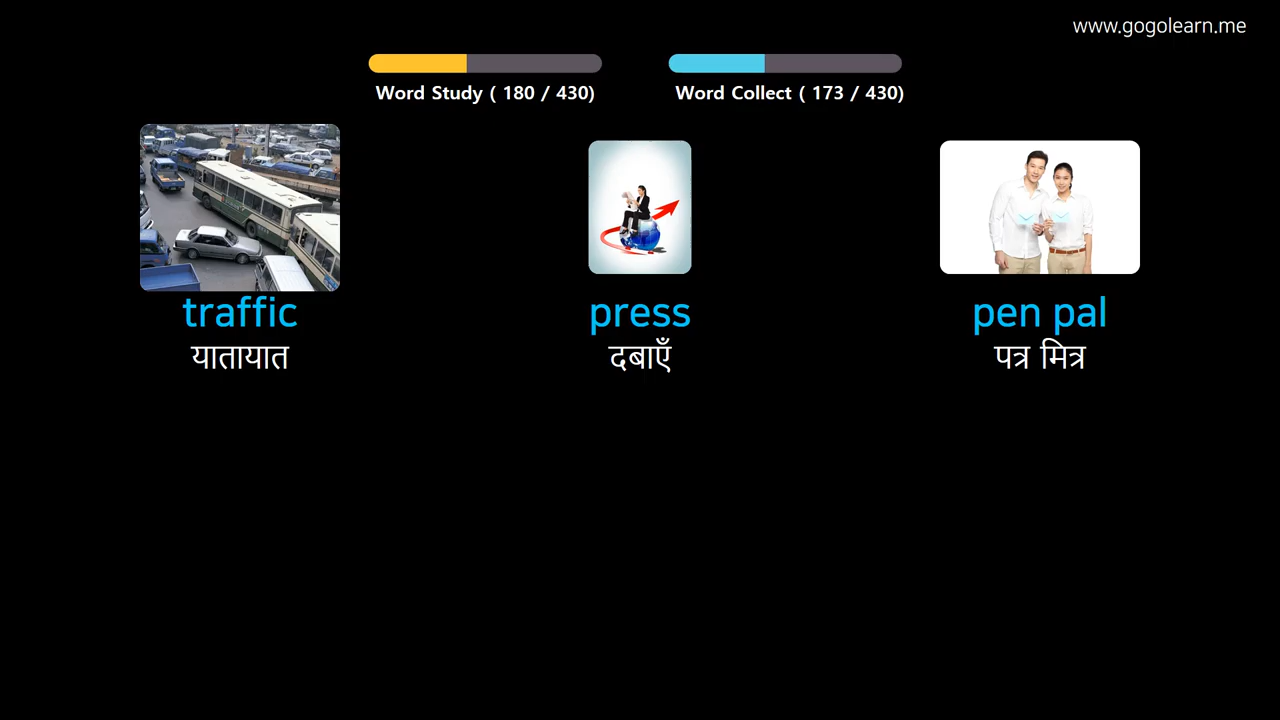 www.gogolearn.me
Word Study ( 180 / 430)
Word Collect ( 173 / 430)
traffic
press
pen pal
यातायात
दबाएँ
पत्र मित्र